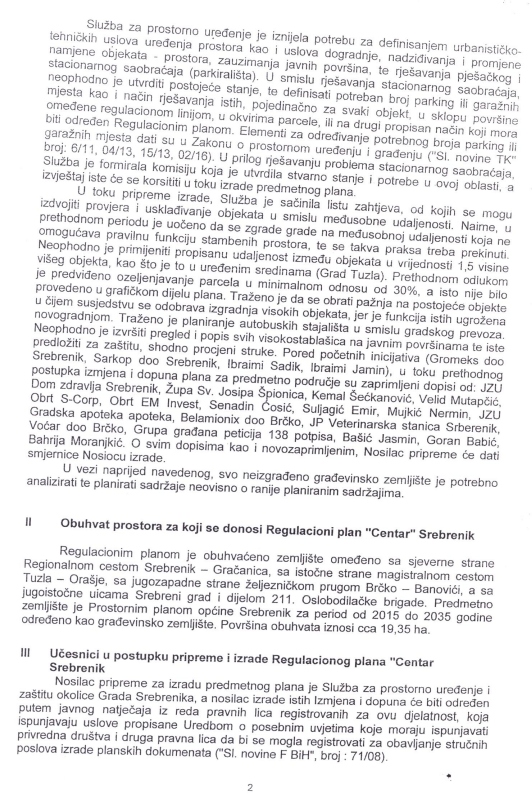 Služba za prostorno uređenje je iznijela potrebu za definisanjem urbanističko-
tehničkih uslova uređenja prostora kao i uslova dogradnje, nadziđivanja i promjene
namjene objekata - prostora, zauzimanja javnih površina, te rješavanja pješačkog i
stacionarnog saobraćaja (parkirališta). U smislu rješavanja stacionarnog saobraćaja,
neophodno je utvrditi postojeće stanje, te definisati potreban broj parking ili garažnih
mjesta kao i način rješavanja istih, pojedinačno za svaki objekt, u sklopu površine
omeđene regulacionom linijom, u okvirima parcele, ili na drugi propisan način koji mora
biti određen Regulacionim planom. Elementi za određivanje potrebnog broja parking ili
garažnih mjesta dati su u Zakonu o prostornom uređenju i građenju ("Sl. novine TK"
broj: 6/11, 04/13, 15/13, 02/16). U prilog rješavanju problema stacionarnog saobraćaja,
Služba je formirala komisiju koja je utvrdila stvarno stanje i potrebe u ovoj oblasti, a
izvještaj iste će se korsititi u toku izrade predmetnog plana.
U toku pripreme izrade, Služba je sačinila listu zahtjeva, od kojih se mogu
izdvojiti provjera i usklađivanje objekata u smislu međusobne udaljenosti. Naime, u
prethodnom periodu je uočeno da se zgrade grade na međusobnoj udaljenosti koja ne
omogućava pravilnu funkciju stambenih prostora, te se takva praksa treba prekinuti.
Neophodno je primijeniti propisanu udaljenost između objekata u vrijednosti 1,5 visine
višeg objekta, kao što je to u uređenim sredinama (Grad Tuzla). Prethodnom odlukom
je predviđeno ozelenjavanje parcela u minimalnom odnosu od 30%, a isto nije bilo
provedeno u grafičkom dijelu plana. Traženo je da se obrati pažnja na postojeće objekte
u čijem susjedstvu se odobrava izgradnja visokih objekata, jer je funkcija istih ugrožena
novogradnjom. Traženo je planiranje autobuskih stajališta u smislu gradskog prevoza.
Neophodno je izvršiti pregled i popis svih visokostablašica na javnim površinama te iste
predložiti za zaštitu, shodno procjeni struke. Pored početnih inicijativa (Gromeks doo
Srebrenik, Sarkop doo Srebrenik, Ibraimi Sadik, Ibraimi Jamin), u toku prethodnog
postupka izmjena i dopuna plana za predmetno područje su zaprimljeni dopisi od: JZU
Dom zdravlja Srebrenik, Župa Sv. Josipa Špionica, Kemal Šećkanović, Velid Mutapčić,
Obrt S-Corp, Obrt EM Invest, Senadin Ćosić, Suljagić Emir, Mujkić Nermin, JZU
Gradska apoteka apoteka, Belamionix doo Brčko, JP Veterinarska stanica Srberenik,
Voćar doo Brčko, Grupa građana peticija 138 potpisa, Bašić Jasmin, Goran Babić,
Bahrija Moranjkić. O svim dopisima kao i novozaprimljenim, Nosilac pripreme će dati
smjernice Nosiocu izrade.
U vezi naprijed navedenog, svo neizgrađeno građevinsko zemljište je potrebno
analizirati te planirati sadržaje neovisno o ranije planiranim sadržajima.
II Obuhvat prostora za koji se donosi Regulacioni plan "Centar" Srebrenik
Regulacionim planom je obuhvaćeno zemljište omeđeno sa sjeverne strane
Regionalnom cestom Srebrenik – Gračanica, sa istočne strane magistralnom cestom
Tuzla – Orašje, sa jugozapadne strane željezničkom prugom Brčko – Banovići, a sa
jugoistočne uicama Srebreni grad i dijelom 211. Oslobodilačke brigade. Predmetno
zemljište je Prostornim planom općine Srebrenik za period od 2015 do 2035 godine
određeno kao građevinsko zemljište. Površina obuhvata iznosi cca 19,35 ha.
III Učesnici u postupku pripreme i izrade Regulacionog plana "Centar
Srebrenik
Nosilac pripreme za izradu predmetnog plana je Služba za prostorno uređenje i
zaštitu okolice Grada Srebrenika, a nosilac izrade istih Izmjena i dopuna će biti određen
putem javnog natječaja iz reda pravnih lica registrovanih za ovu djelatnost, koja
ispunjavaju uslove propisane Uredbom o posebnim uvjetima koje moraju ispunjavati
privredna društva i druga pravna lica da bi se mogla registrovati za obavljanje stručnih
poslova izrade planskih dokumenata ("Sl. novine F BiH", broj : 71/08).
2